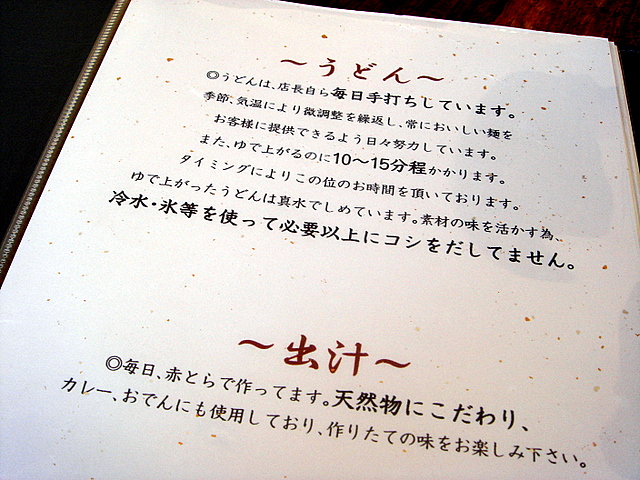 ～うどん～
◎うどんは、店長自ら毎日手打ちしています。
季節、気温により微調整を繰返し、常においしい麺を
お客様に提供できるよう日々努力しています。
また、ゆで上がるのに10～15分程かかります。
タイミングによりこの位のお時間を頂いております。
ゆで上がったうどんは真水でしめています。素材の味を活かす為、
冷水・氷等を使って必要以上にコシをだしてません。
～出汁～
◎毎日、赤とらで作ってます。天然物にこだわり、
カレー、おでんにも使用しており、作りたての味をお楽しみ下さい。